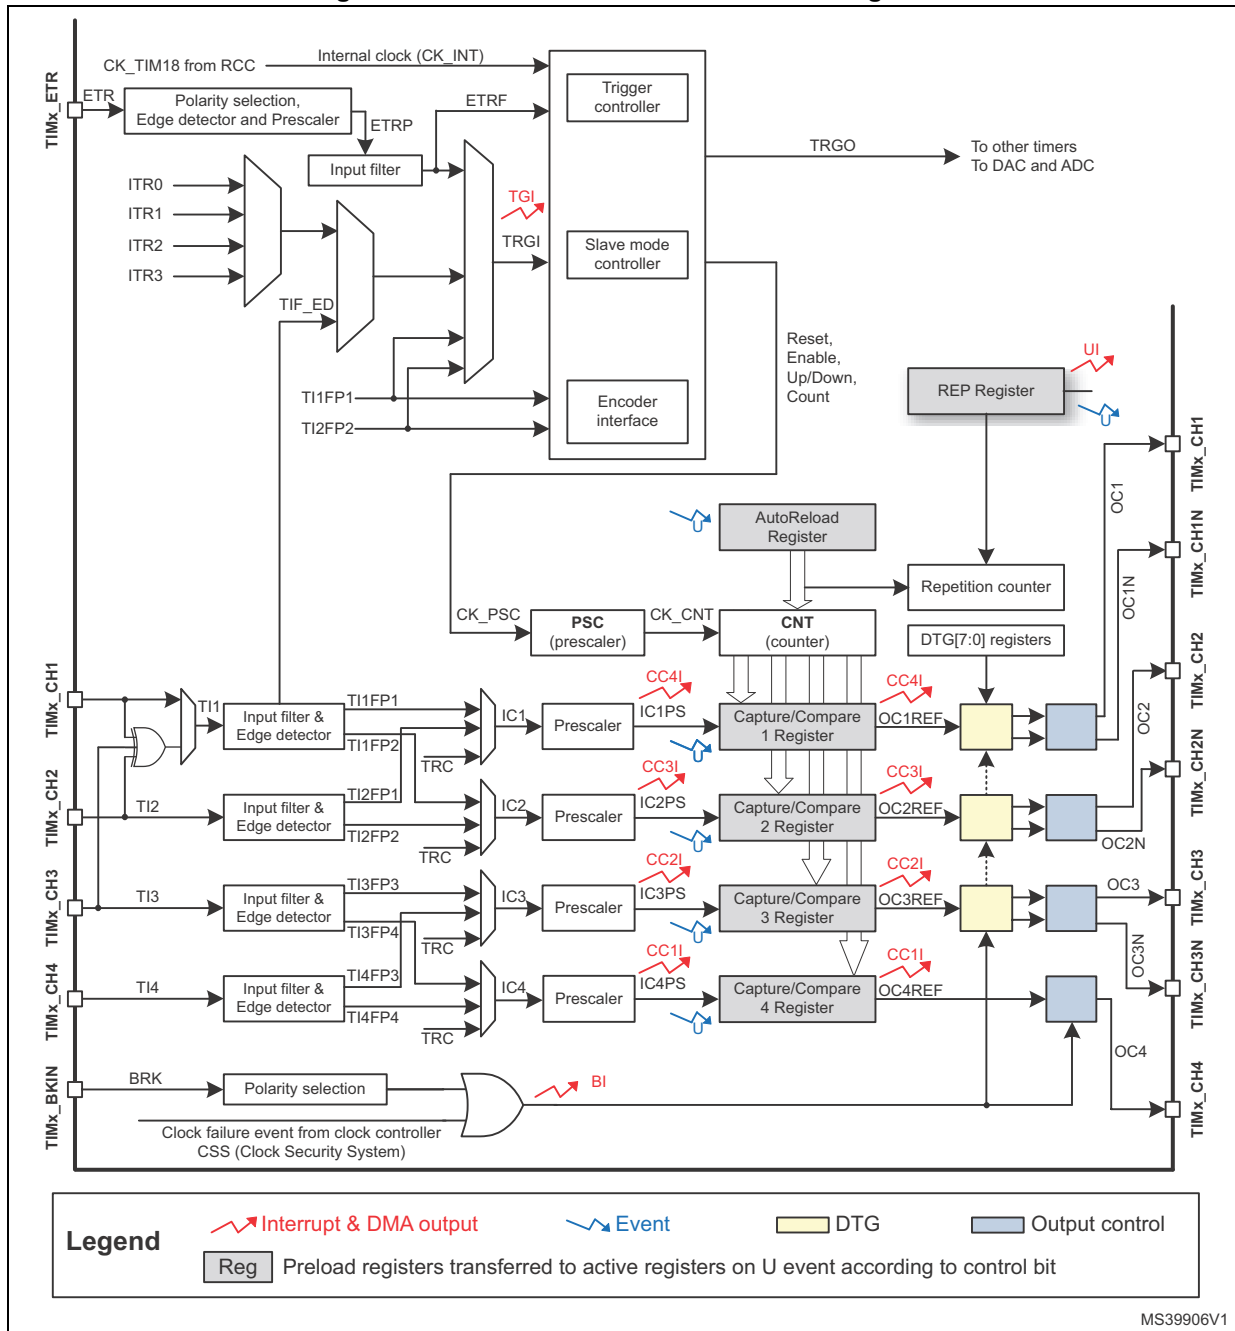 Internal clock (CK_INT)
CK_TIM18 from RCC
TIMx_ETR
ETR
Polarity selection,
Edge detector and Prescaler
ETRP
ETRF
Input filter
Trigger
controller
TRGO
To other timers
To DAC and ADC
ITR0
ITR1
ITR2
ITR3
TGI
TRGI
Slave mode
controller
TIF_ED
Reset,
Enable,
Up/Down,
Count
TI1FP1
TI2FP2
Encoder
interface
REP Register
UI
U
U
AutoReload
Register
Repetition counter
CK_PSC
PSC
(prescaler)
CK_CNT
CNT
(counter)
DTG[7:0] registers
TIMx_CH1
TI1
Input filter &
Edge detector
TI1FP1
TI1FP2
TRC
IC1
Prescaler
CC4I
IC1PS
U
Capture/Compare
1 Register
CC4I
OC1REF
OC1
TIMx_CH1
OC1N
TIMx_CH1N
TIMx_CH2
TI2
Input filter &
Edge detector
TI2FP1
TI2FP2
TRC
IC2
Prescaler
CC3I
IC2PS
U
Capture/Compare
2 Register
CC3I
OC2REF
OC2
TIMx_CH2
OC2N
TIMx_CH2N
TIMx_CH3
TI3
Input filter &
Edge detector
TI3FP3
TI3FP4
TRC
IC3
Prescaler
CC2I
IC3PS
U
Capture/Compare
3 Register
CC2I
OC3REF
OC3
TIMx_CH3
OC3N
TIMx_CH3N
TIMx_CH4
TI4
Input filter &
Edge detector
TI4FP3
TI4FP4
TRC
IC4
Prescaler
CC1I
IC4PS
U
Capture/Compare
4 Register
CC1I
OC4REF
OC4
TIMx_CH4
TIMx_BKIN
BRK
Polarity selection
BI
Clock failure event from clock controller
CSS (Clock Security System)
Legend
Interrupt & DMA output
Event
DTG
Output control
Reg
Preload registers transferred to active registers on U event according to control bit
MS39906V1